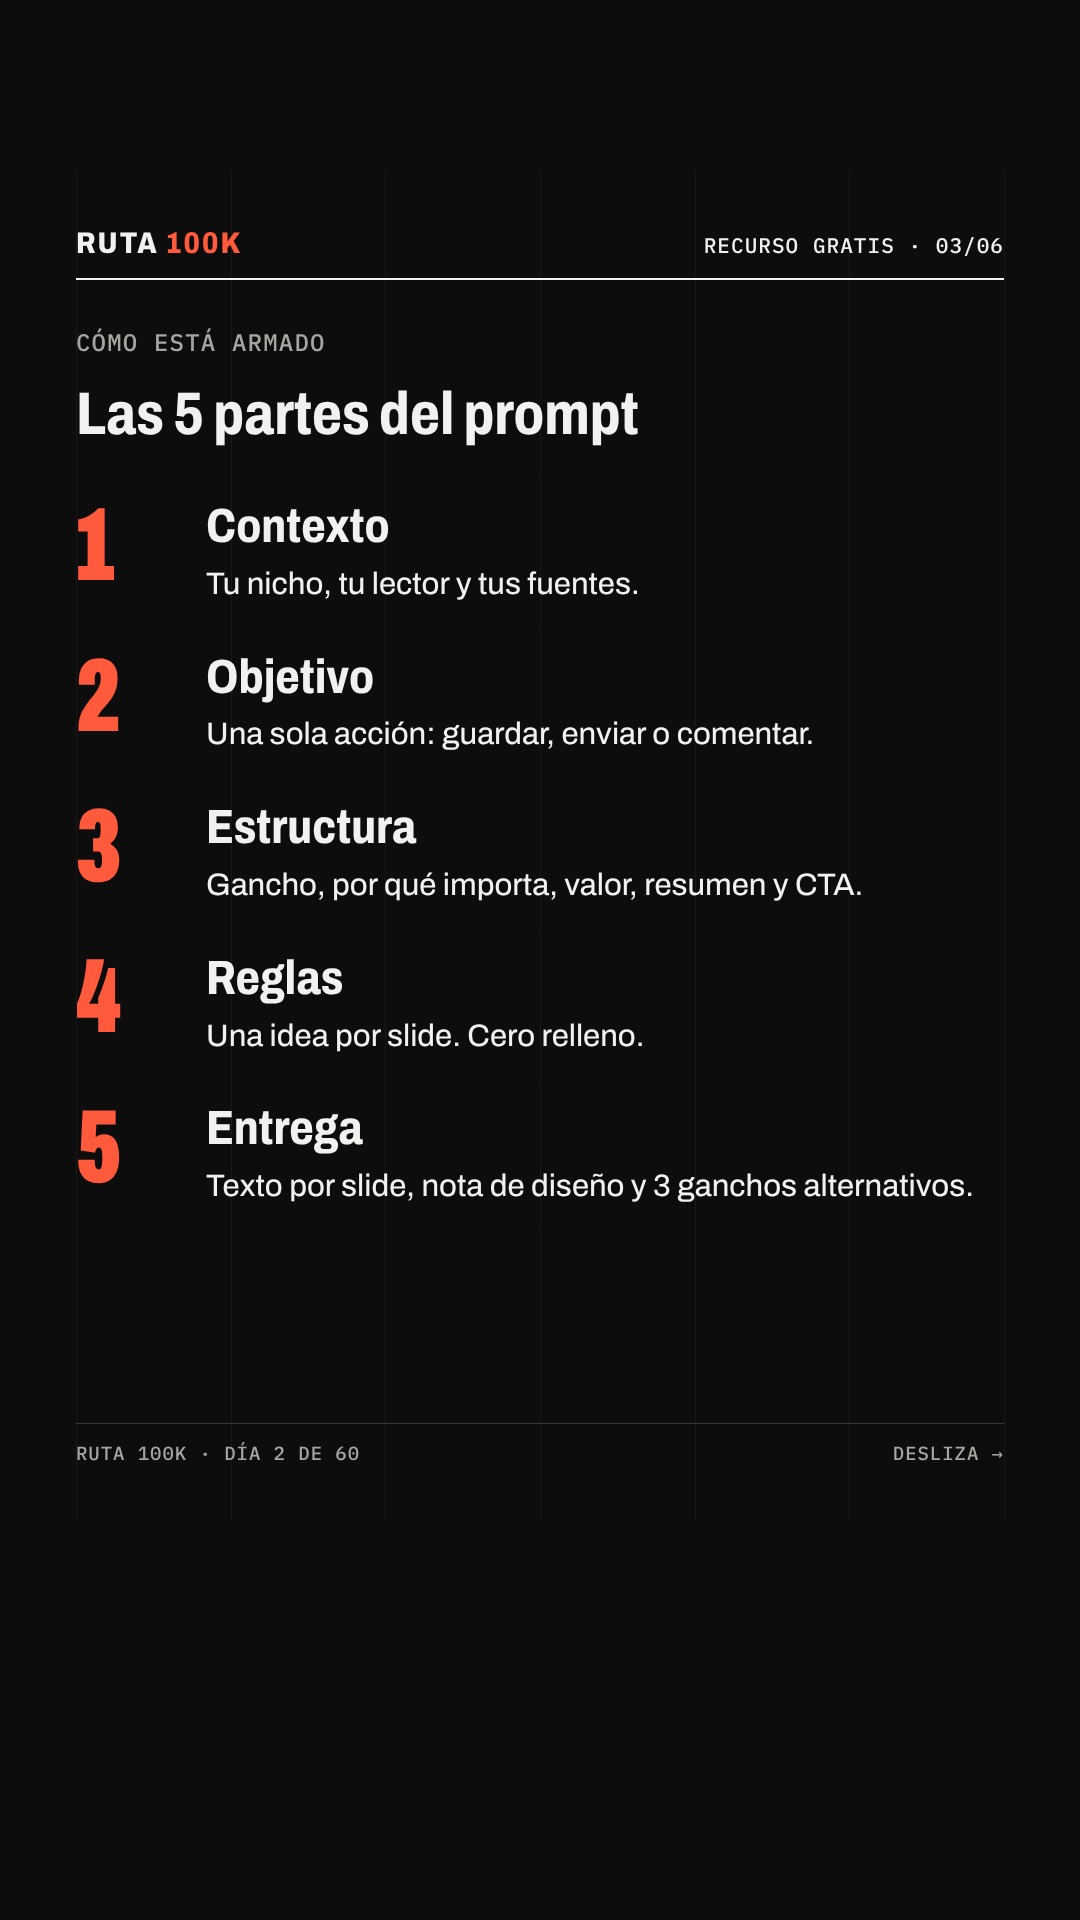 RUTA 100K
RECURSO GRATIS · 03/06
CÓMO ESTÁ ARMADO
Las 5 partes del prompt
1
Contexto
Tu nicho, tu lector y tus fuentes.
2
Objetivo
Una sola acción: guardar, enviar o comentar.
3
Estructura
Gancho, por qué importa, valor, resumen y CTA.
4
Reglas
Una idea por slide. Cero relleno.
5
Entrega
Texto por slide, nota de diseño y 3 ganchos alternativos.
RUTA 100K · DÍA 2 DE 60
DESLIZA →